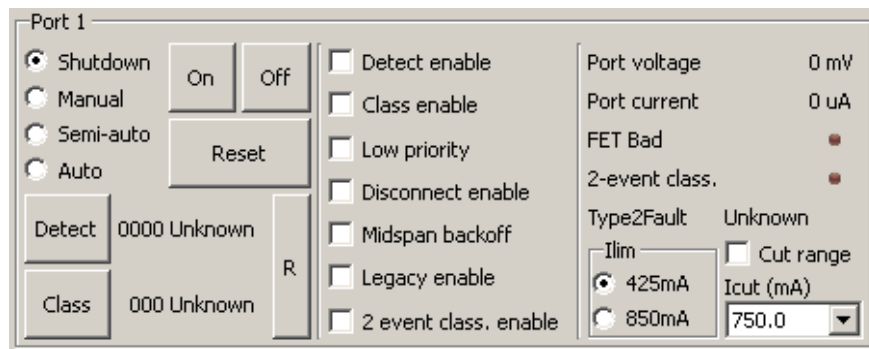 Port 1
Shutdown
Manual
Semi-auto
Auto
On
Off
Reset
Detect
0000 Unknown
Class
000 Unknown
R
Detect enable
Class enable
Low priority
Disconnect enable
Midspan backoff
Legacy enable
2 event class. enable
Port voltage 0 mV
Port current 0 uA
FET Bad
2-event class.
Type2Fault Unknown
Ilim
425mA
850mA
Cut range
Icut (mA)
750.0